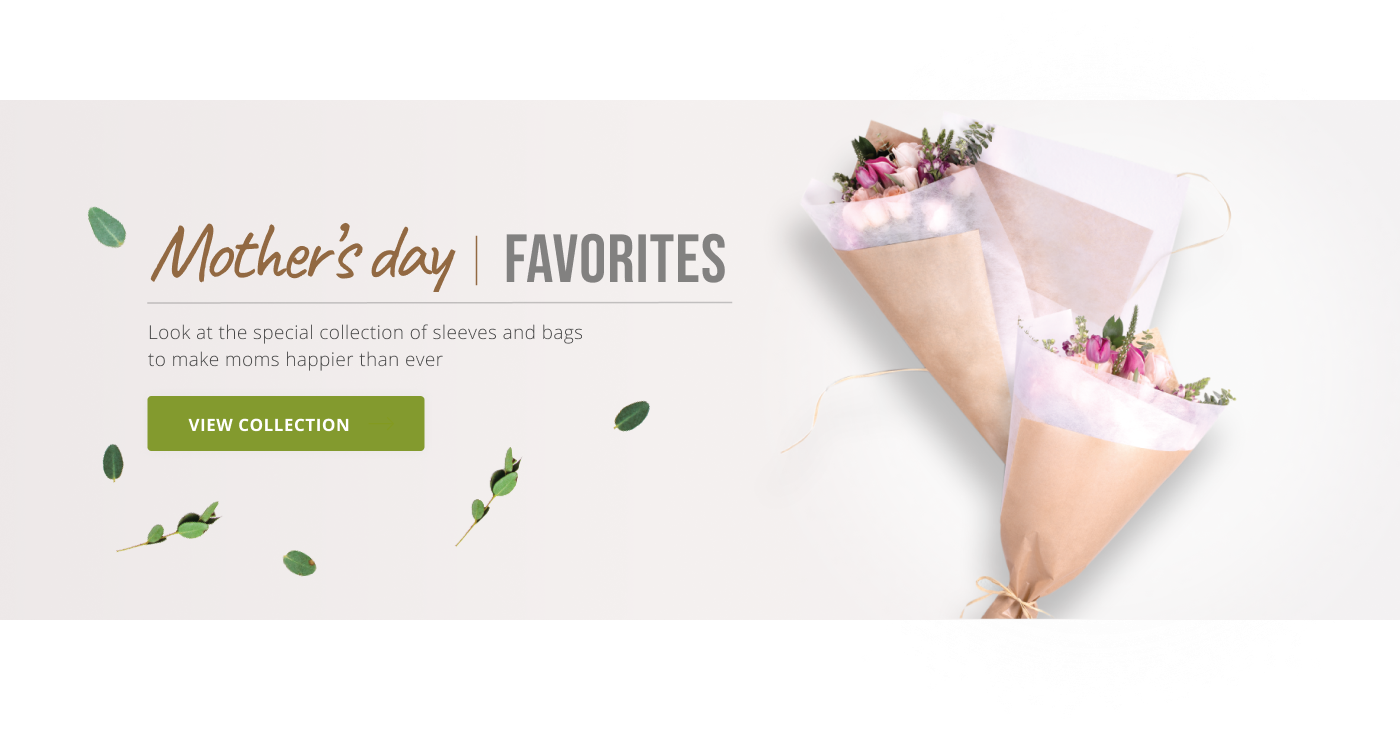 Mother's day | FAVORITES
Look at the special collection of sleeves and bags
to make moms happier than ever
VIEW COLLECTION